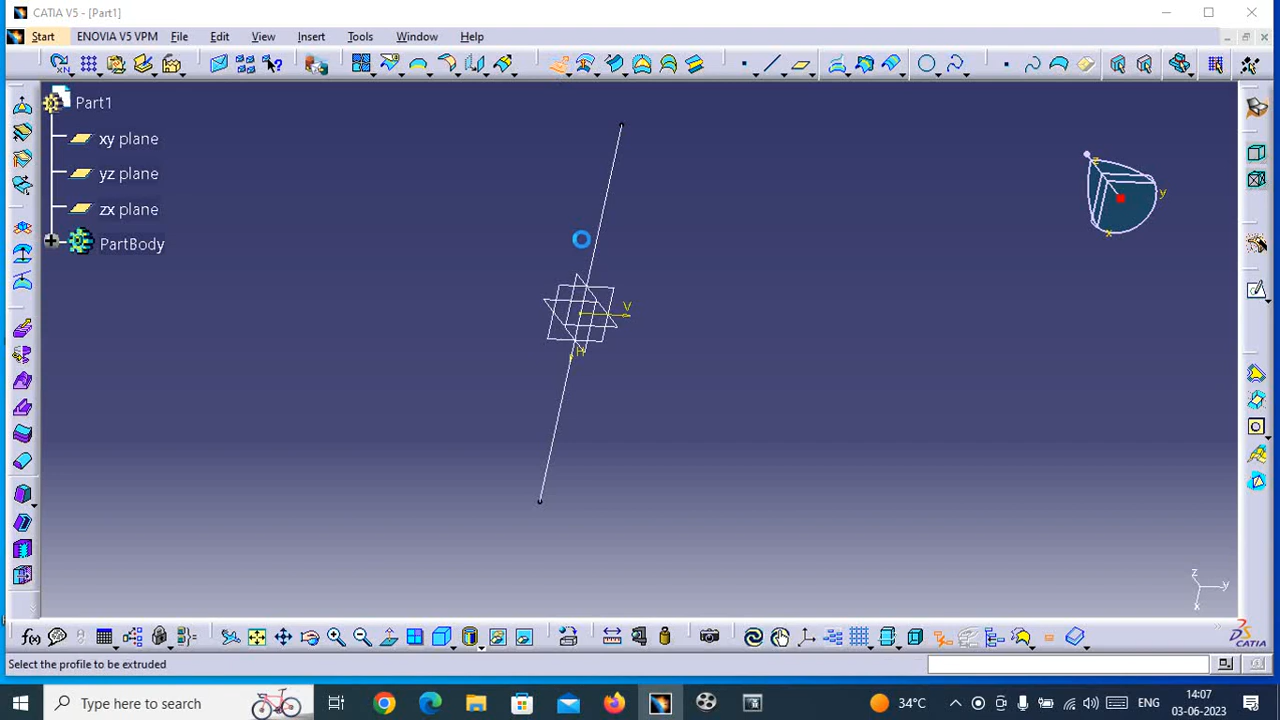 CATIA V5 - [Part1]
Start ENOVIA V5 VPM File Edit View Insert Tools Window Help
Part1
xy plane
yz plane
zx plane
PartBody
V
H
z
y
x
z
y
x
f(x)
CATIA
Select the profile to be extruded
Type here to search
34°C
ENG
14:07
03-06-2023